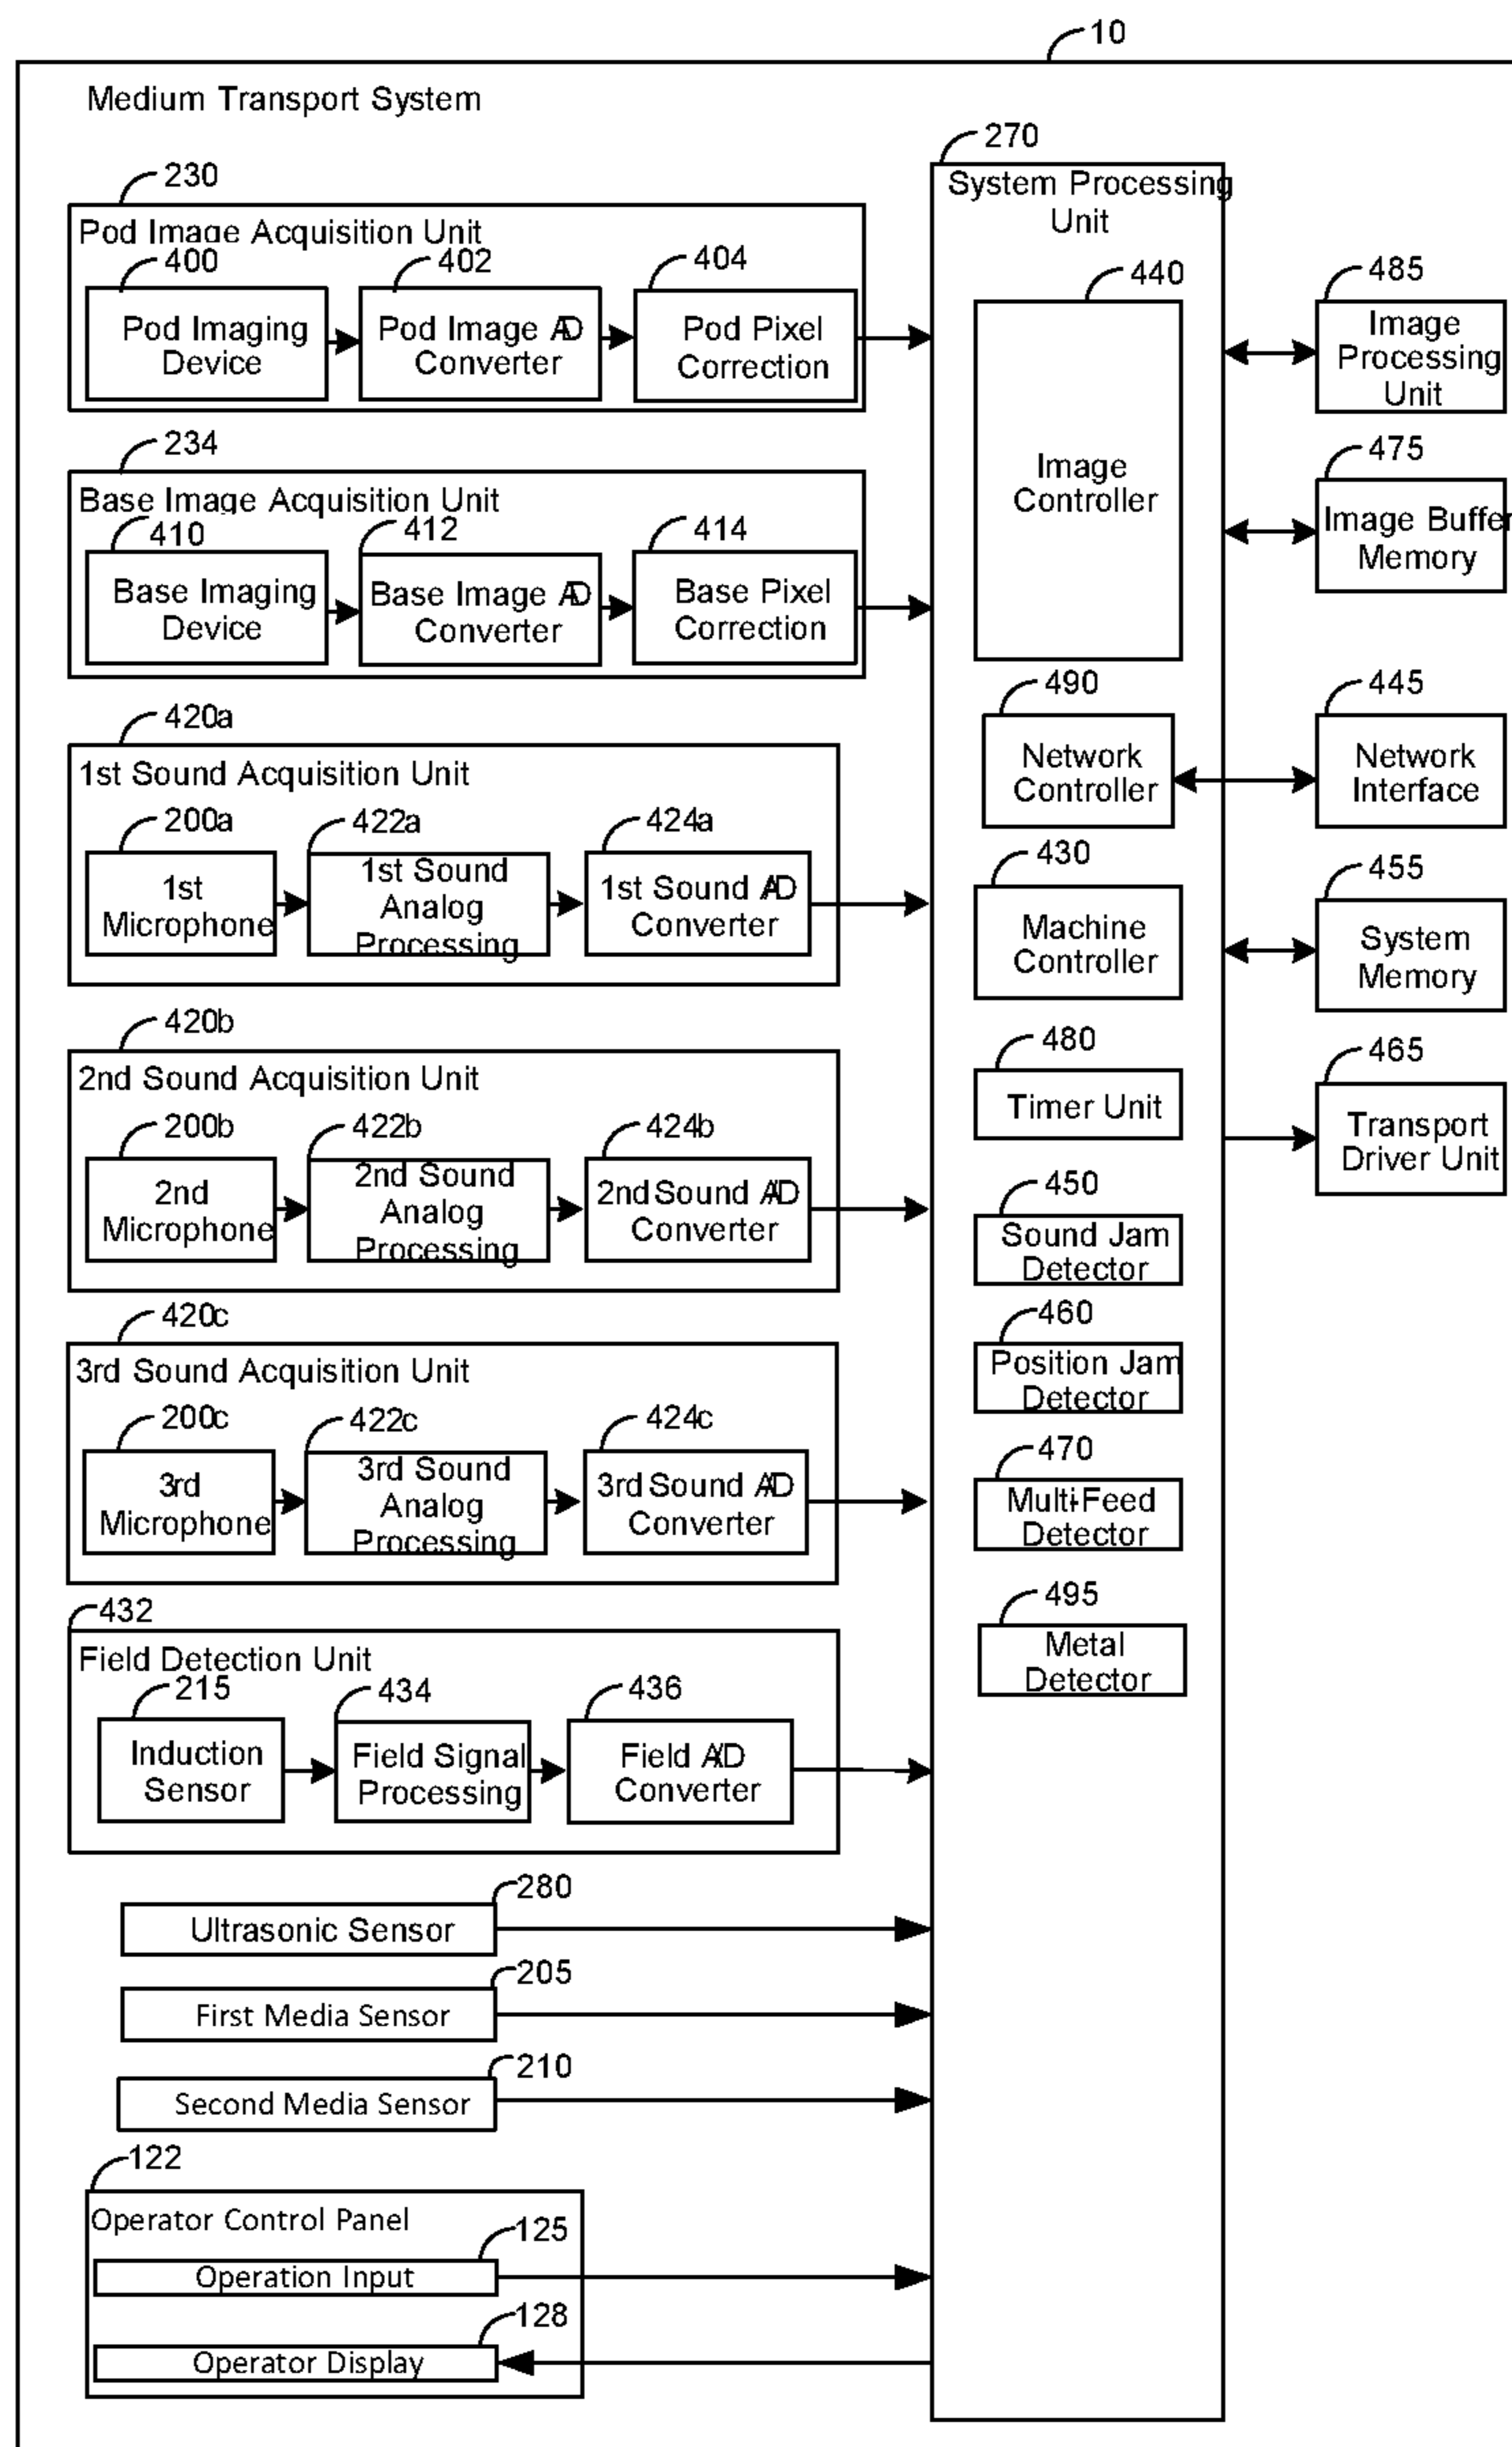 10
Medium Transport System
230
Pod Image Acquisition Unit
400
402
404
Pod Imaging
Device
Pod Image A/D
Converter
Pod Pixel
Correction
234
Base Image Acquisition Unit
410
412
414
Base Imaging
Device
Base Image A/D
Converter
Base Pixel
Correction
420a
1st Sound Acquisition Unit
200a
422a
424a
1st
Microphone
1st Sound
Analog
Processing
1st Sound A/D
Converter
420b
2nd Sound Acquisition Unit
200b
422b
424b
2nd
Microphone
2nd Sound
Analog
Processing
2nd Sound A/D
Converter
420c
3rd Sound Acquisition Unit
200c
422c
424c
3rd
Microphone
3rd Sound
Analog
Processing
3rd Sound A/D
Converter
432
Field Detection Unit
215
434
436
Induction
Sensor
Field Signal
Processing
Field A/D
Converter
280
Ultrasonic Sensor
205
First Media Sensor
210
Second Media Sensor
122
Operator Control Panel
125
Operation Input
128
Operator Display
270
System Processing
Unit
440
Image
Controller
490
Network
Controller
430
Machine
Controller
480
Timer Unit
450
Sound Jam
Detector
460
Position Jam
Detector
470
Multi-Feed
Detector
495
Metal
Detector
485
Image
Processing
Unit
475
Image Buffer
Memory
445
Network
Interface
455
System
Memory
465
Transport
Driver Unit